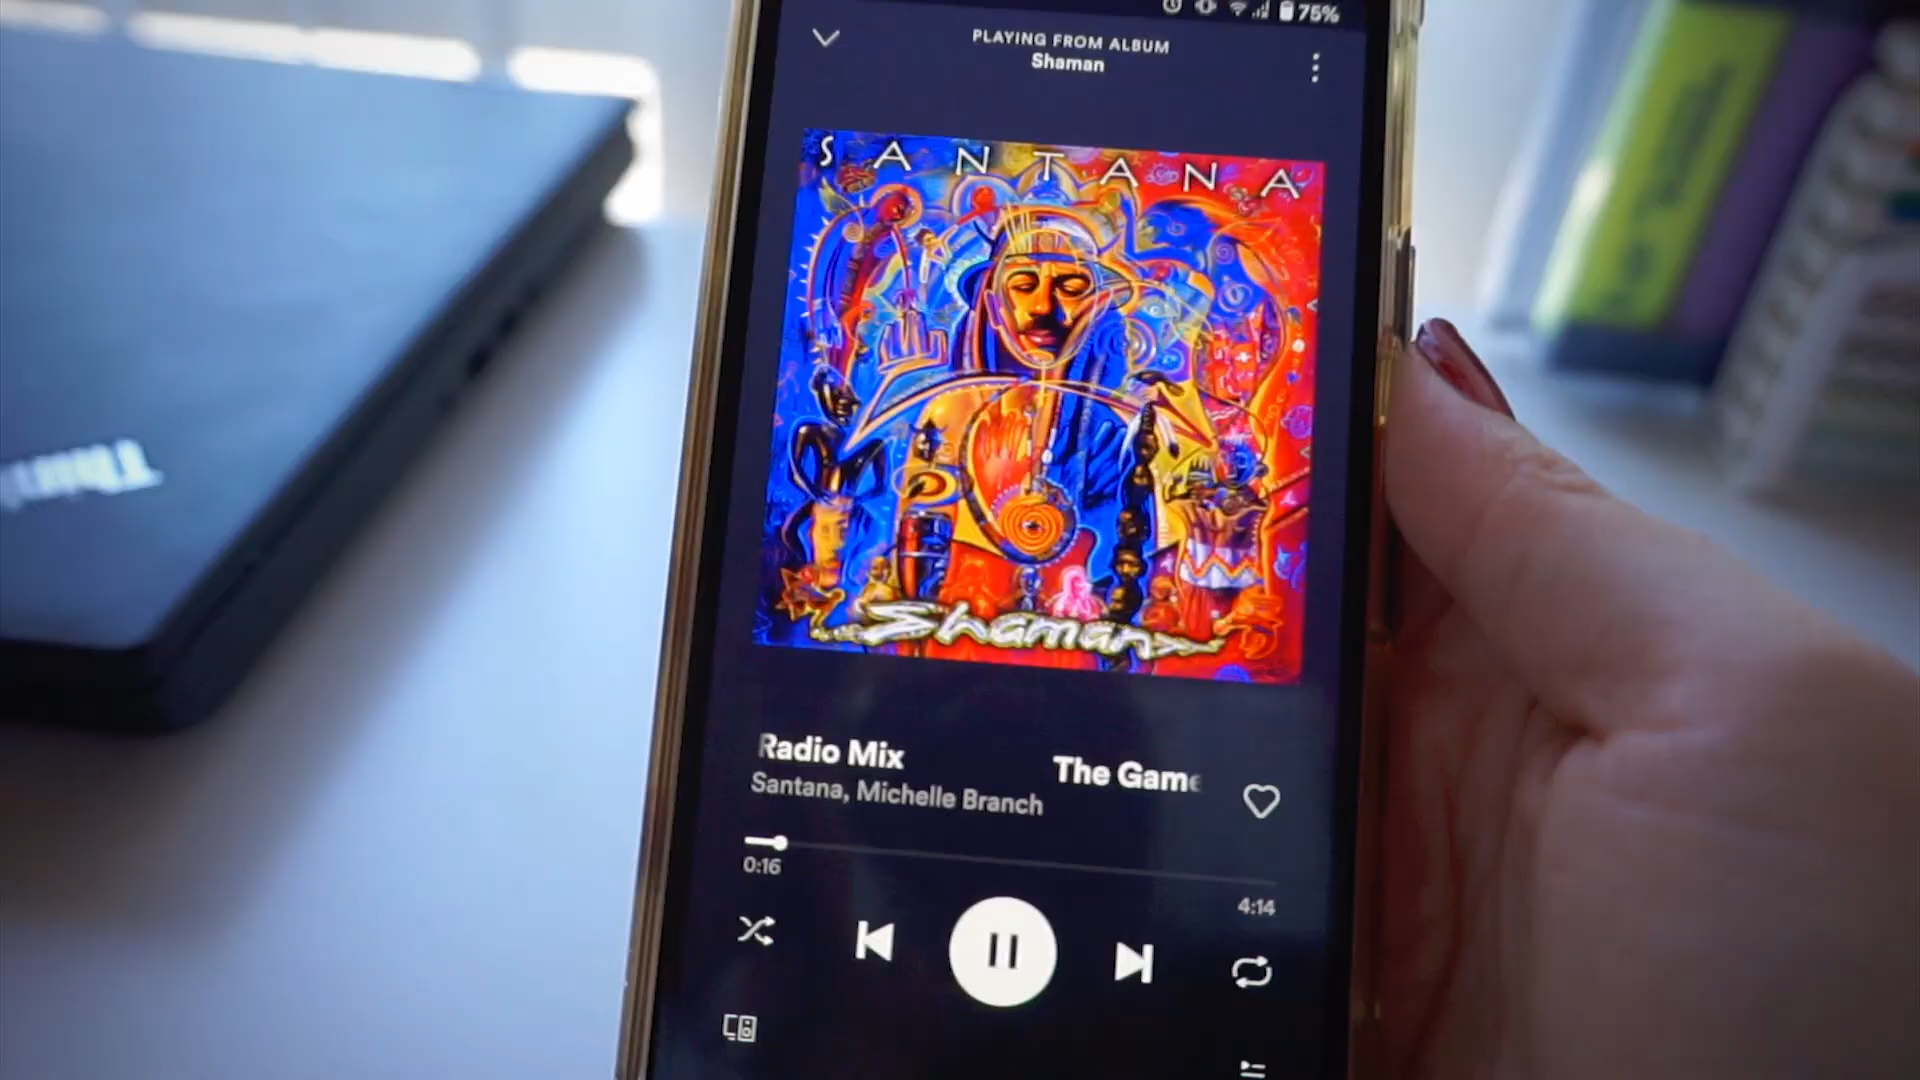 75%
PLAYING FROM ALBUM
Shaman
SANTANA
Shaman
Radio Mix The Game
Santana, Michelle Branch
0:16
4:14